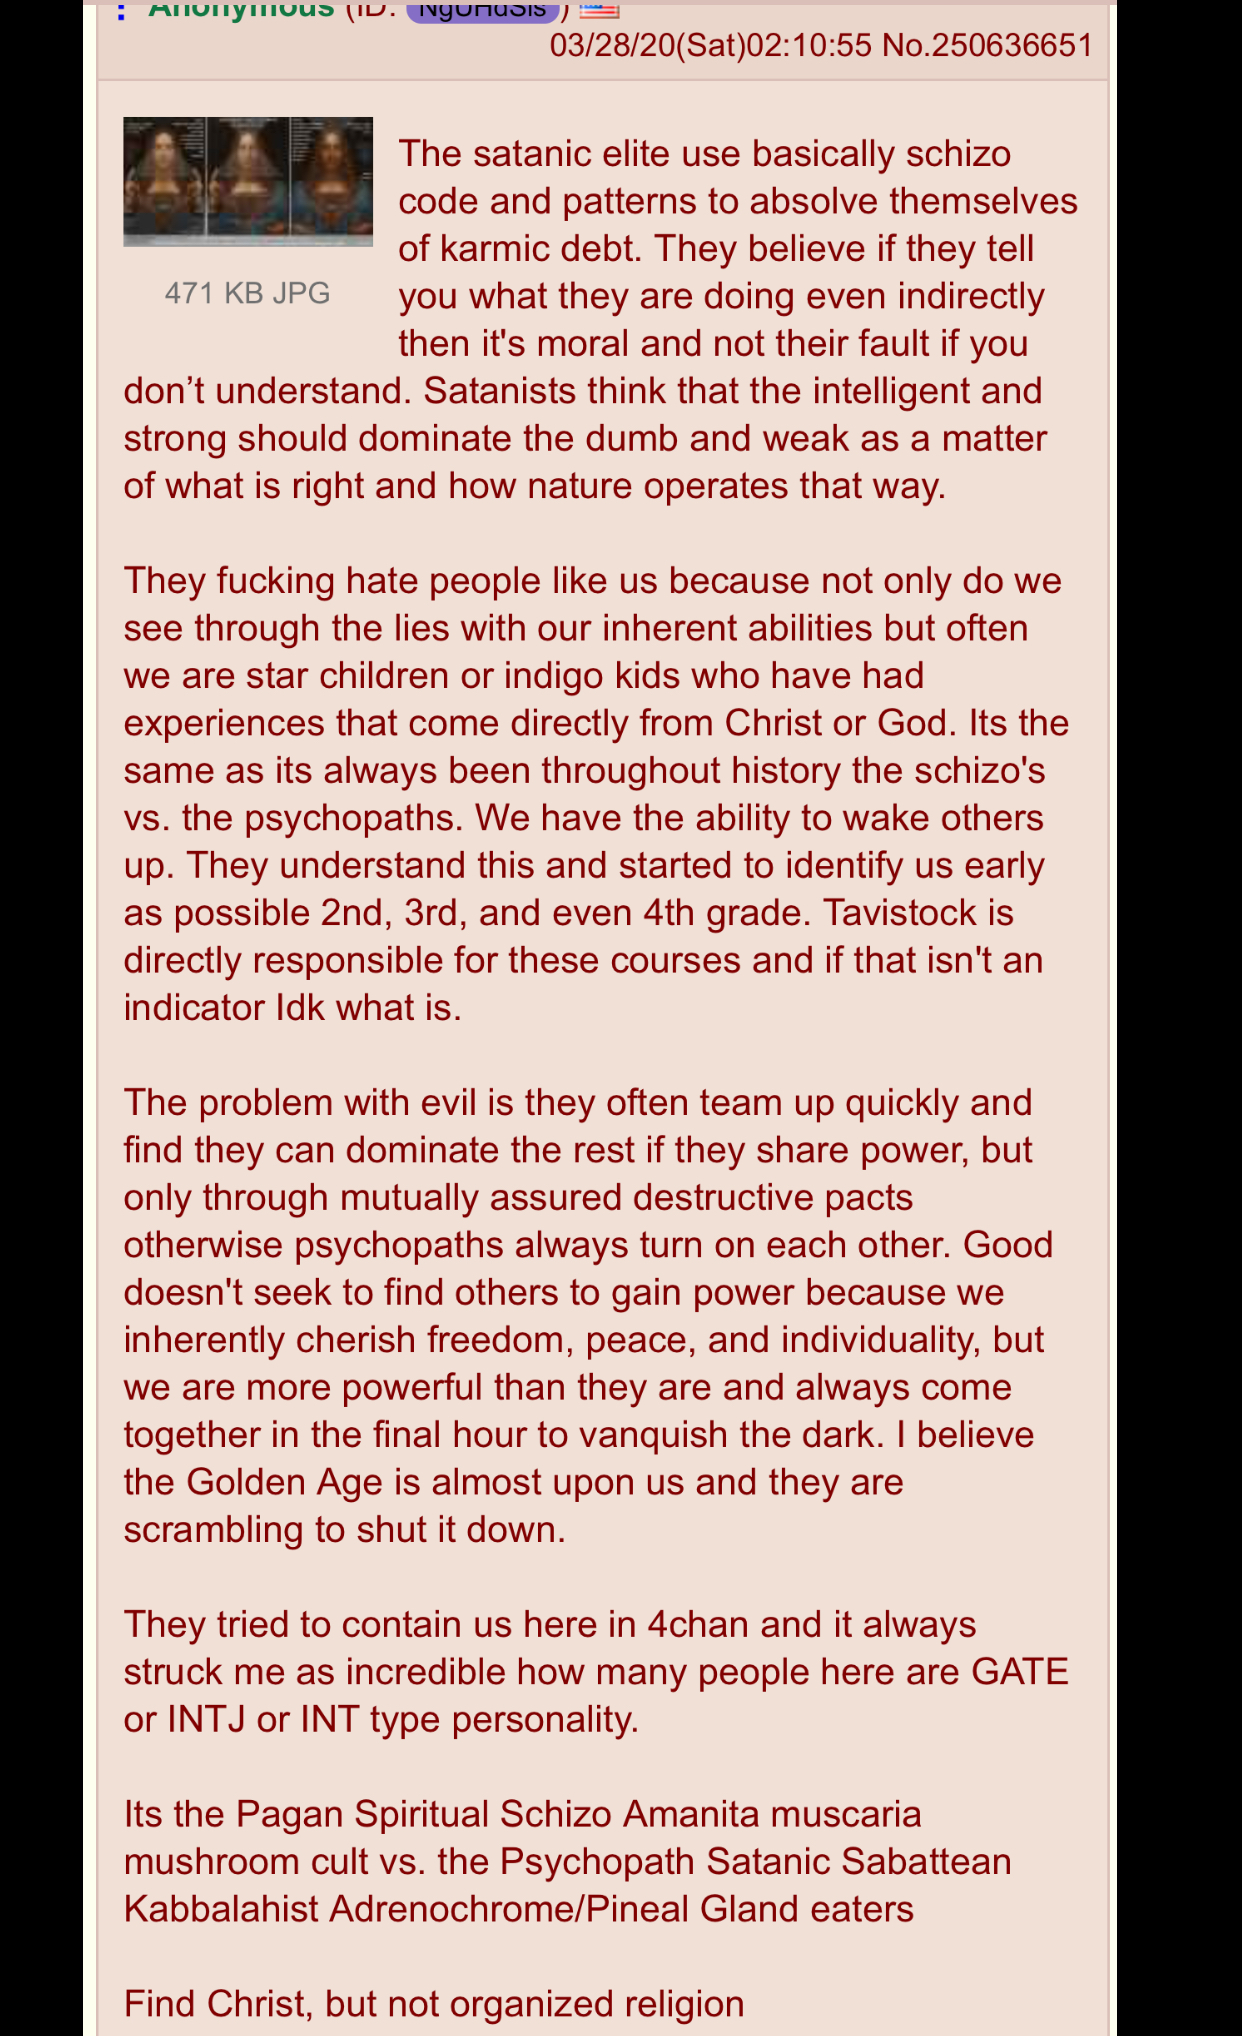 Anonymous (ID: NgUHdSIs)
03/28/20(Sat)02:10:55 No.250636651
471 KB JPG
The satanic elite use basically schizo
code and patterns to absolve themselves
of karmic debt. They believe if they tell
you what they are doing even indirectly
then it's moral and not their fault if you
don’t understand. Satanists think that the intelligent and
strong should dominate the dumb and weak as a matter
of what is right and how nature operates that way.
They fucking hate people like us because not only do we
see through the lies with our inherent abilities but often
we are star children or indigo kids who have had
experiences that come directly from Christ or God. Its the
same as its always been throughout history the schizo's
vs. the psychopaths. We have the ability to wake others
up. They understand this and started to identify us early
as possible 2nd, 3rd, and even 4th grade. Tavistock is
directly responsible for these courses and if that isn't an
indicator Idk what is.
The problem with evil is they often team up quickly and
find they can dominate the rest if they share power, but
only through mutually assured destructive pacts
otherwise psychopaths always turn on each other. Good
doesn't seek to find others to gain power because we
inherently cherish freedom, peace, and individuality, but
we are more powerful than they are and always come
together in the final hour to vanquish the dark. I believe
the Golden Age is almost upon us and they are
scrambling to shut it down.
They tried to contain us here in 4chan and it always
struck me as incredible how many people here are GATE
or INTJ or INT type personality.
Its the Pagan Spiritual Schizo Amanita muscaria
mushroom cult vs. the Psychopath Satanic Sabattean
Kabbalahist Adrenochrome/Pineal Gland eaters
Find Christ, but not organized religion